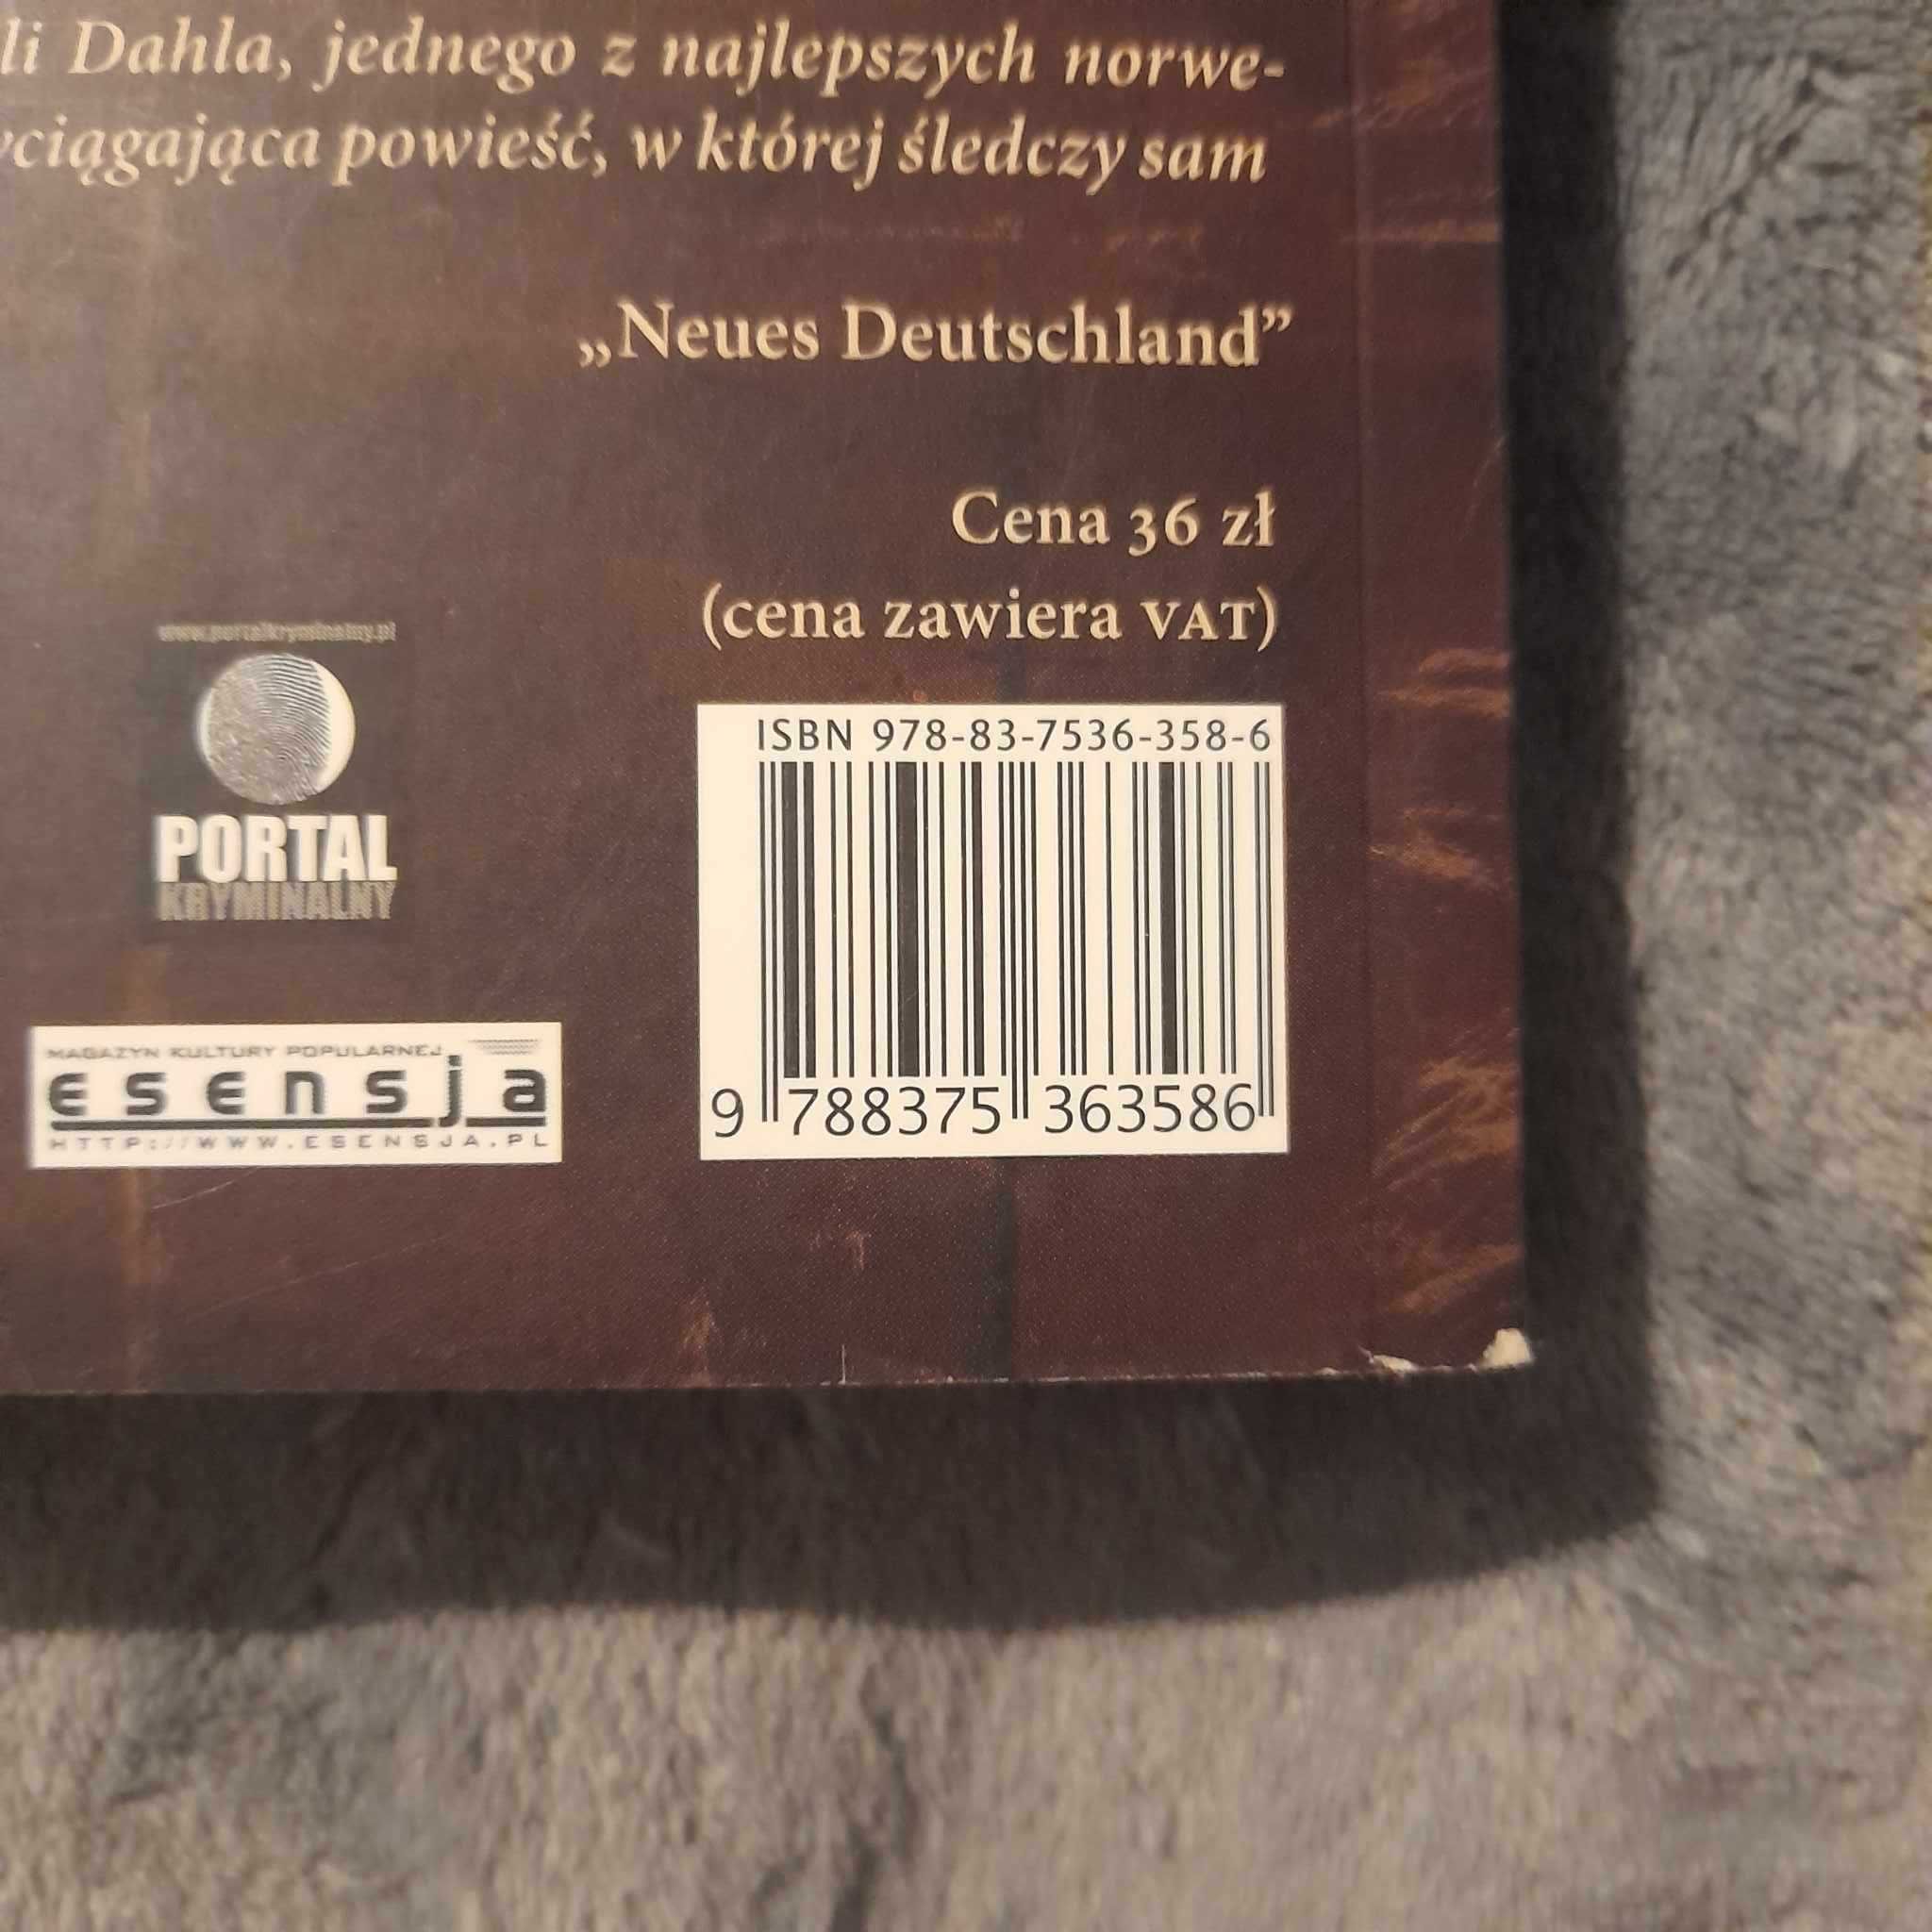 li Dahla, jednego z najlepszych norwe-
ciągająca powieść, w której śledczy sam
„Neues Deutschland”
Cena 36 zł
(cena zawiera VAT)
www.portalkryminalny.pl
PORTAL
KRYMINALNY
ISBN 978-83-7536-358-6
9 788375 363586
MAGAZYN KULTURY POPULARNEJ
esensja
HTTP://WWW.ESENSJA.PL